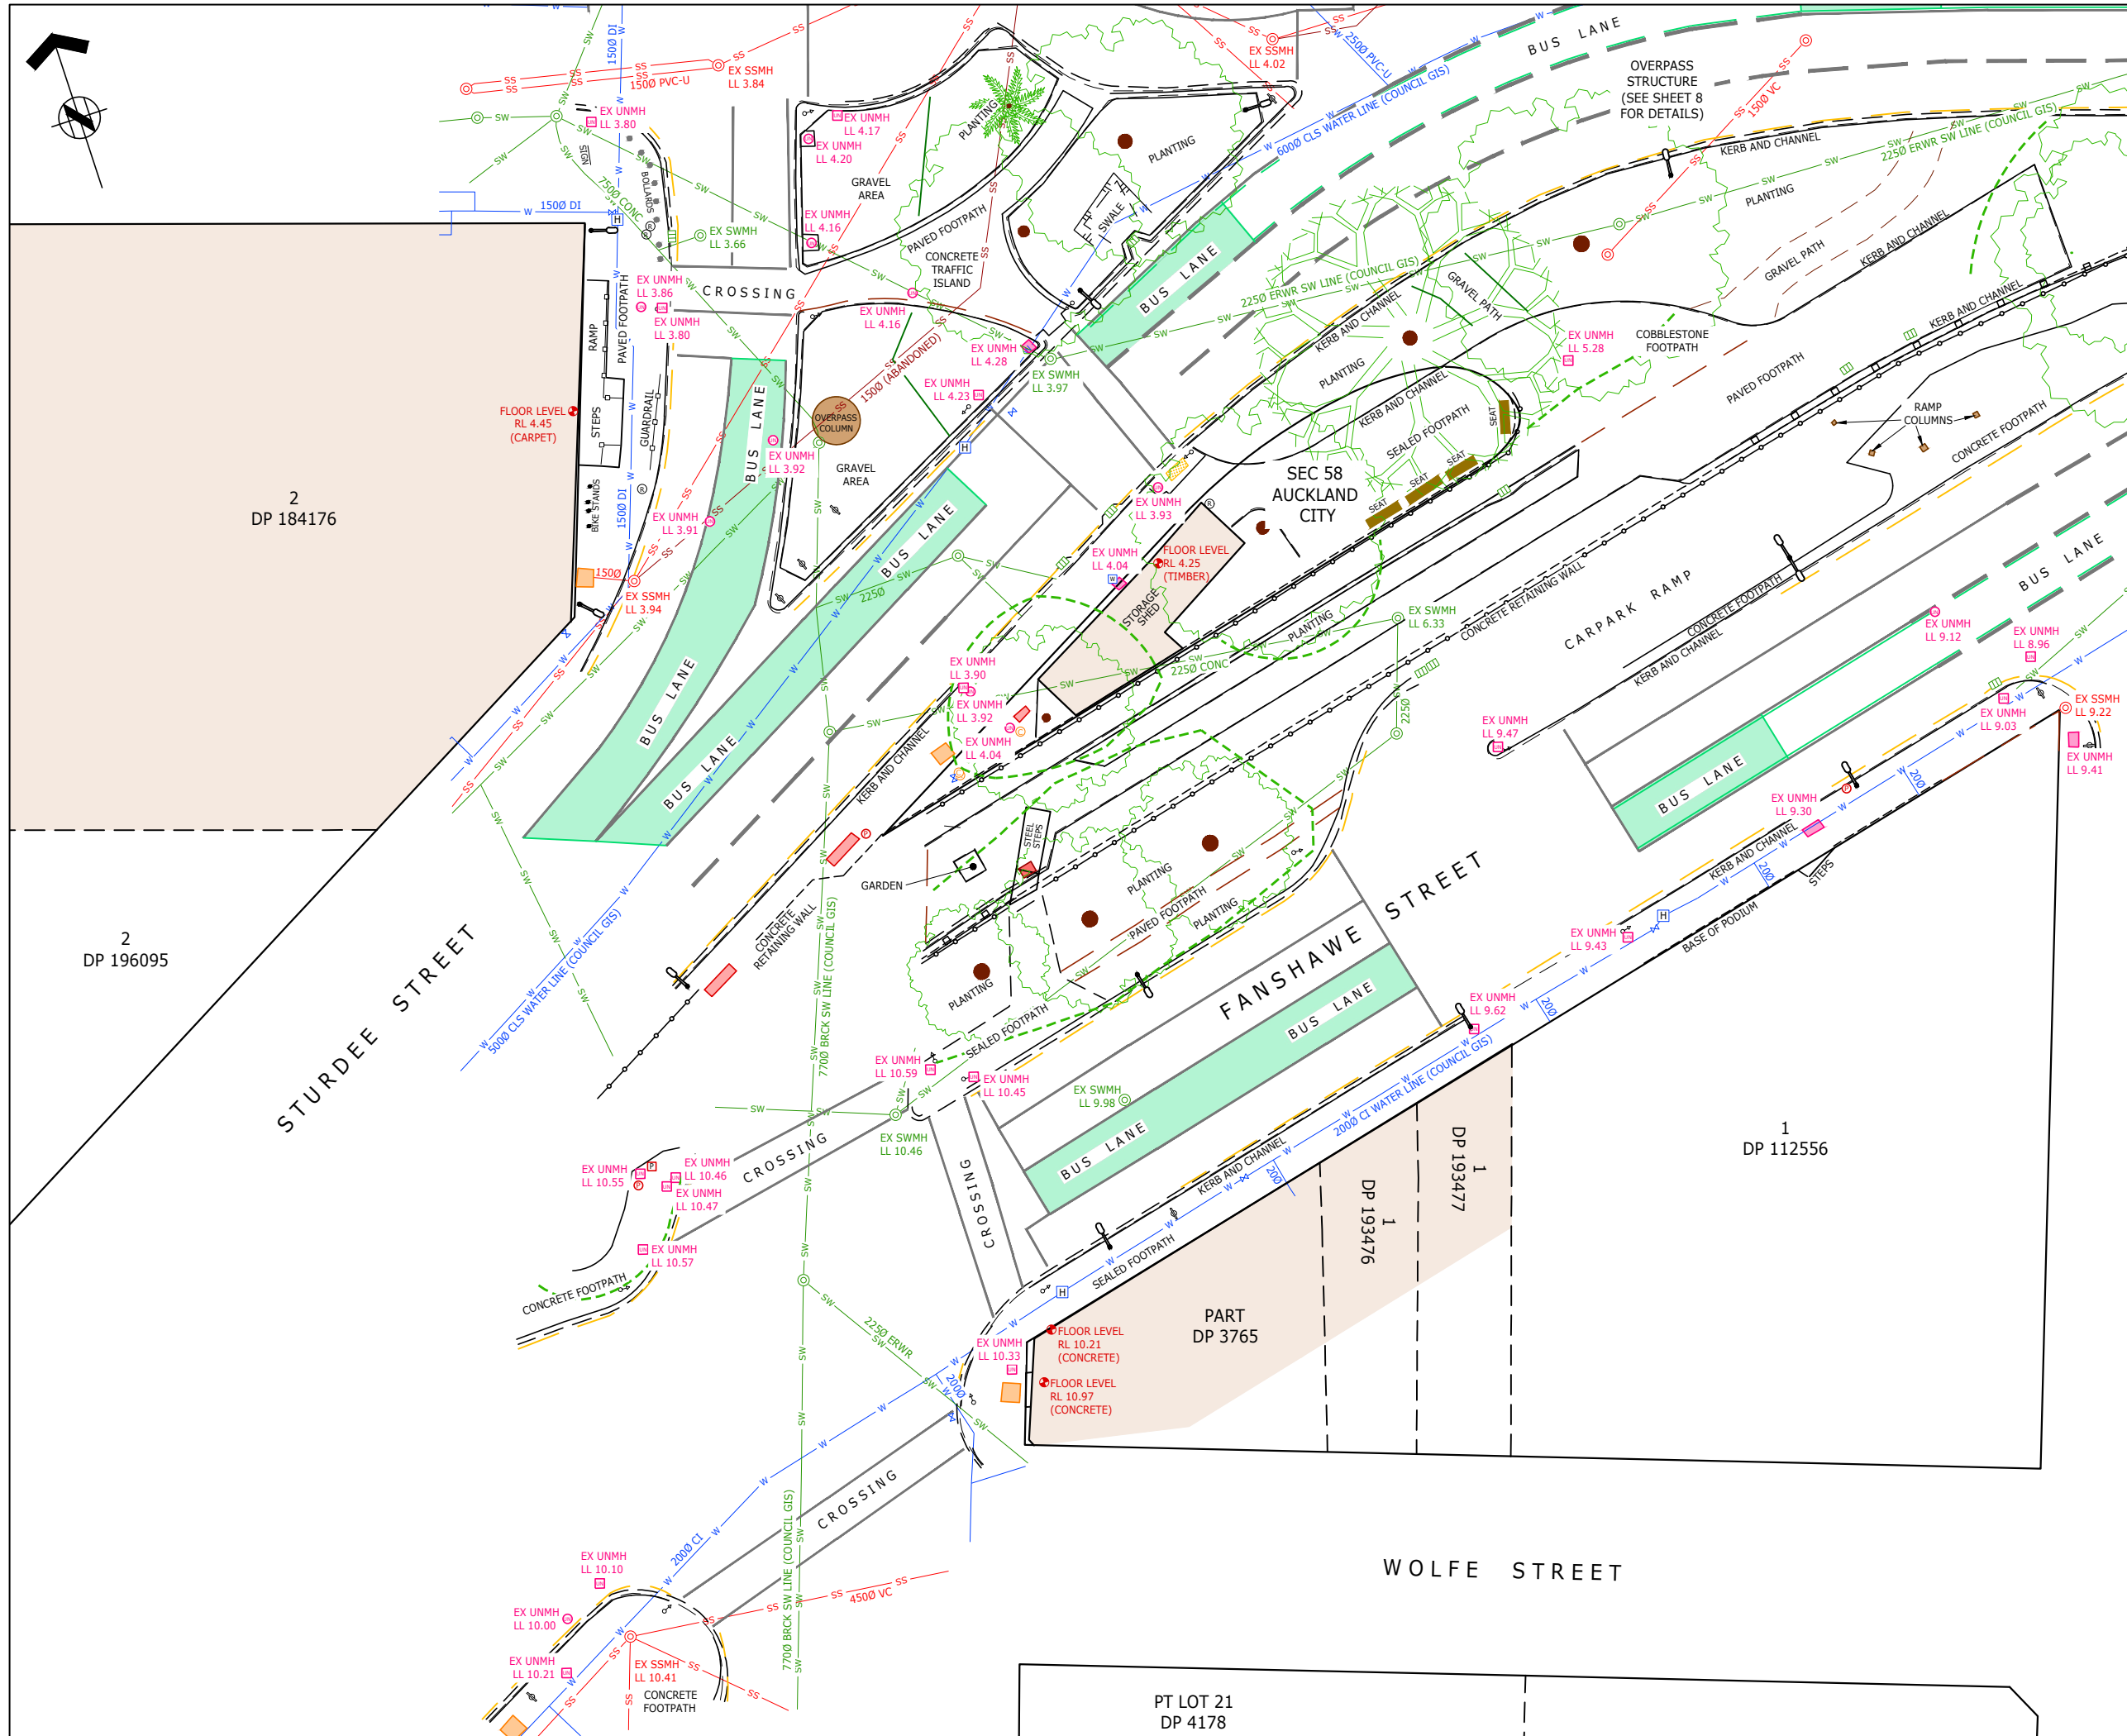 150Ø DI
EX SSMH
LL 3.84
150Ø PVC-U
EX UNMH
LL 3.80
SIGN
BOLLARDS
750Ø CONC
150Ø DI
H
EX SWMH
LL 3.66
EX UNMH
LL 4.17
EX UNMH
LL 4.20
GRAVEL
AREA
EX UNMH
LL 4.16
PLANTING
PAVED FOOTPATH
CONCRETE
TRAFFIC
ISLAND
SWALE
PLANTING
EX SSMH
LL 4.02
250Ø PVC-U
600Ø CLS WATER LINE (COUNCIL GIS)
BUS LANE
OVERPASS
STRUCTURE
(SEE SHEET 8
FOR DETAILS)
150Ø VC
KERB AND CHANNEL
225Ø ERWR SW LINE (COUNCIL GIS)
PLANTING
GRAVEL PATH
KERB AND CHANNEL
KERB AND CHANNEL
BUS LANE
225Ø ERWR SW LINE (COUNCIL GIS)
KERB AND CHANNEL
GRAVEL PATH
EX UNMH
LL 5.28
COBBLESTONE
FOOTPATH
PAVED FOOTPATH
RAMP
COLUMNS
CONCRETE FOOTPATH
PLANTING
KERB AND CHANNEL
SEALED FOOTPATH
SEAT
SEAT
SEAT
SEAT
SEC 58
AUCKLAND
CITY
EX UNMH
LL 3.86
EX UNMH
LL 3.80
CROSSING
EX UNMH
LL 4.16
EX UNMH
LL 4.28
EX SWMH
LL 3.97
EX UNMH
LL 4.23
150Ø (ABANDONED)
OVERPASS
COLUMN
RAMP
PAVED FOOTPATH
STEPS
GUARDRAIL
BIKE STANDS
150Ø DI
FLOOR LEVEL
RL 4.45
(CARPET)
BUS LANE
EX UNMH
LL 3.92
GRAVEL
AREA
EX UNMH
LL 3.91
150Ø
EX SSMH
LL 3.94
2
DP 184176
BUS LANE
225Ø
H
EX UNMH
LL 3.93
EX UNMH
LL 4.04
FLOOR LEVEL
RL 4.25
(TIMBER)
STORAGE
SHED
PLANTING
EX SWMH
LL 6.33
225Ø CONC
225Ø
CONCRETE RETAINING WALL
CARPARK RAMP
CONCRETE FOOTPATH
KERB AND CHANNEL
BUS LANE
EX UNMH
LL 9.12
EX UNMH
LL 8.96
EX UNMH
LL 9.03
EX SSMH
LL 9.22
EX UNMH
LL 9.41
EX UNMH
LL 9.47
BUS LANE
EX UNMH
LL 9.30
200Ø
KERB AND CHANNEL
200Ø
STEPS
BASE OF PODIUM
EX UNMH
LL 9.43
H
EX UNMH
LL 9.62
200Ø
EX UNMH
LL 3.90
EX UNMH
LL 3.92
EX UNMH
LL 4.04
KERB AND CHANNEL
BUS LANE
BUS LANE
STEEL
STEPS
GARDEN
PLANTING
PAVED FOOTPATH
PLANTING
PLANTING
SEALED FOOTPATH
CONCRETE
RETAINING WALL
770Ø BRCK SW LINE (COUNCIL GIS)
500Ø CLS WATER LINE (COUNCIL GIS)
2
DP 196095
STURDEE STREET
FANSHAWE STREET
BUS LANE
BUS LANE
EX UNMH
LL 10.59
EX UNMH
LL 10.45
EX SWMH
LL 9.98
EX SWMH
LL 10.46
200Ø CI WATER LINE (COUNCIL GIS)
KERB AND CHANNEL
200Ø
CROSSING
CROSSING
SEALED FOOTPATH
H
EX UNMH
LL 10.55
EX UNMH
LL 10.46
EX UNMH
LL 10.47
EX UNMH
LL 10.57
CONCRETE FOOTPATH
1
DP 193476
1
DP 193477
1
DP 112556
PART
DP 3765
225Ø ERWR
EX UNMH
LL 10.33
FLOOR LEVEL
RL 10.21
(CONCRETE)
FLOOR LEVEL
RL 10.97
(CONCRETE)
200Ø
CROSSING
200Ø CI
770Ø BRCK SW LINE (COUNCIL GIS)
WOLFE STREET
EX UNMH
LL 10.10
EX UNMH
LL 10.00
450Ø VC
EX UNMH
LL 10.21
EX SSMH
LL 10.41
CONCRETE
FOOTPATH
PT LOT 21
DP 4178